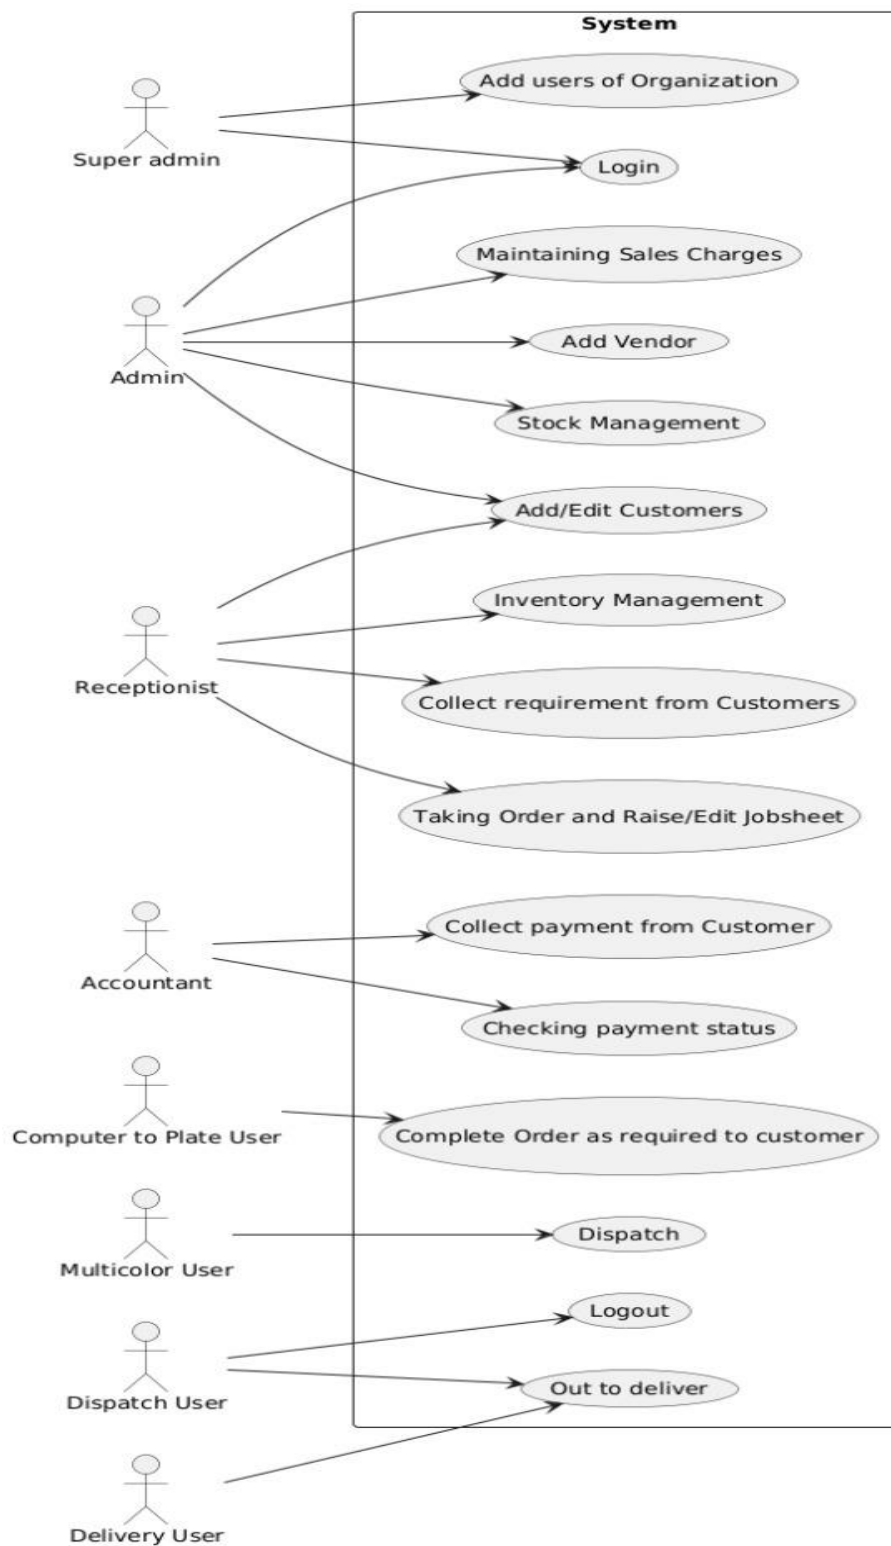 System
Add users of Organization
Super admin
Login
Maintaining Sales Charges
Add Vendor
Admin
Stock Management
Add/Edit Customers
Inventory Management
Receptionist
Collect requirement from Customers
Taking Order and Raise/Edit Jobsheet
Collect payment from Customer
Accountant
Checking payment status
Computer to Plate User
Complete Order as required to customer
Dispatch
Multicolor User
Logout
Out to deliver
Dispatch User
Delivery User